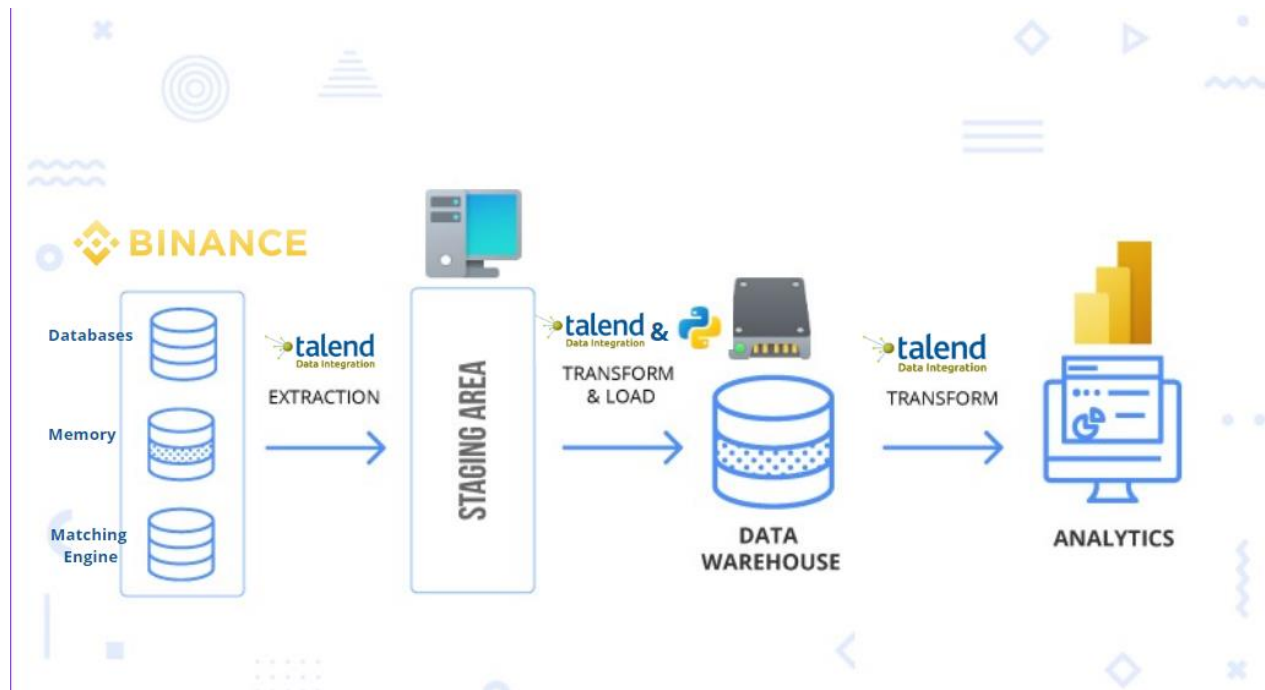 BINANCE
Databases
Memory
Matching
Engine
talend
Data Integration
EXTRACTION
STAGING AREA
talend &
Data Integration
TRANSFORM
& LOAD
DATA
WAREHOUSE
talend
Data Integration
TRANSFORM
ANALYTICS